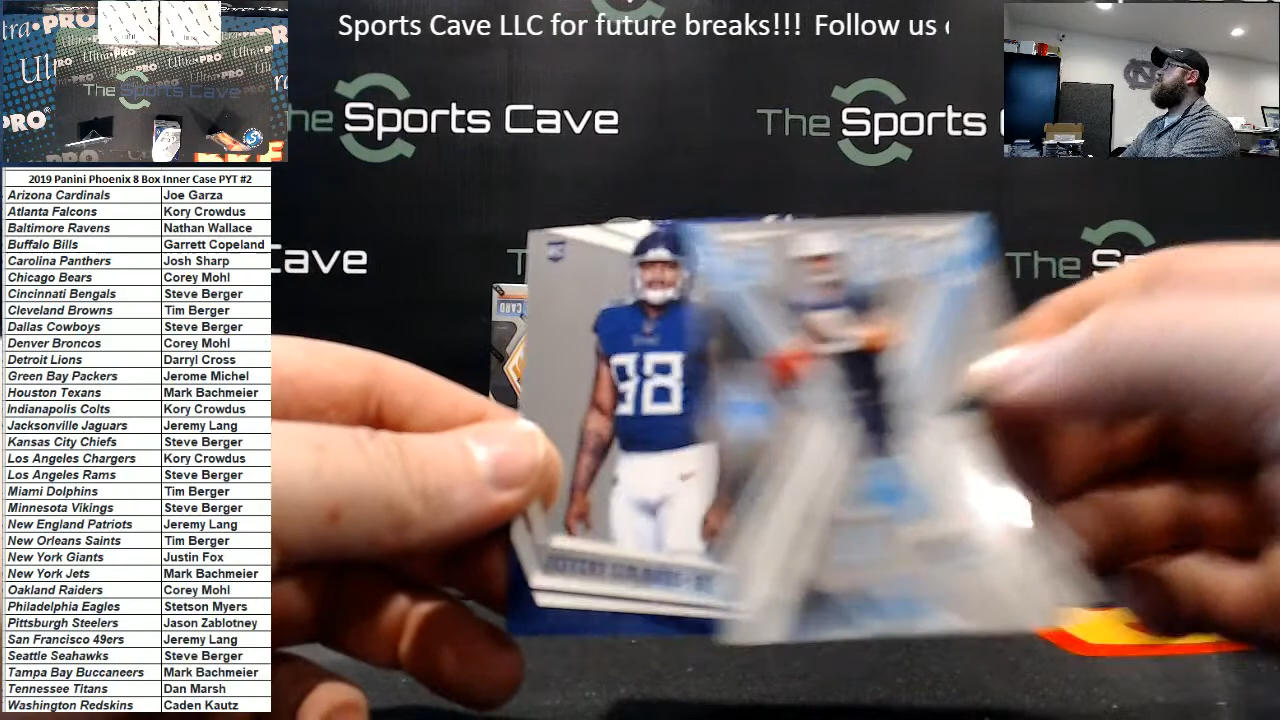 Sports Cave LLC for future breaks!!! Follow us
Ultra•PRO
The Sports Cave
PRO
he Sports Cave
The Sports C
Cave
The S
2019 Panini Phoenix 8 Box Inner Case PYT #2
Arizona Cardinals Joe Garza
Atlanta Falcons Kory Crowdus
Baltimore Ravens Nathan Wallace
Buffalo Bills Garrett Copeland
Carolina Panthers Josh Sharp
Chicago Bears Corey Mohl
Cincinnati Bengals Steve Berger
Cleveland Browns Tim Berger
Dallas Cowboys Steve Berger
Denver Broncos Corey Mohl
Detroit Lions Darryl Cross
Green Bay Packers Jerome Michel
Houston Texans Mark Bachmeier
Indianapolis Colts Kory Crowdus
Jacksonville Jaguars Jeremy Lang
Kansas City Chiefs Steve Berger
Los Angeles Chargers Kory Crowdus
Los Angeles Rams Steve Berger
Miami Dolphins Tim Berger
Minnesota Vikings Steve Berger
New England Patriots Jeremy Lang
New Orleans Saints Tim Berger
New York Giants Justin Fox
New York Jets Mark Bachmeier
Oakland Raiders Corey Mohl
Philadelphia Eagles Stetson Myers
Pittsburgh Steelers Jason Zablotney
San Francisco 49ers Jeremy Lang
Seattle Seahawks Steve Berger
Tampa Bay Buccaneers Mark Bachmeier
Tennessee Titans Dan Marsh
Washington Redskins Caden Kautz
98